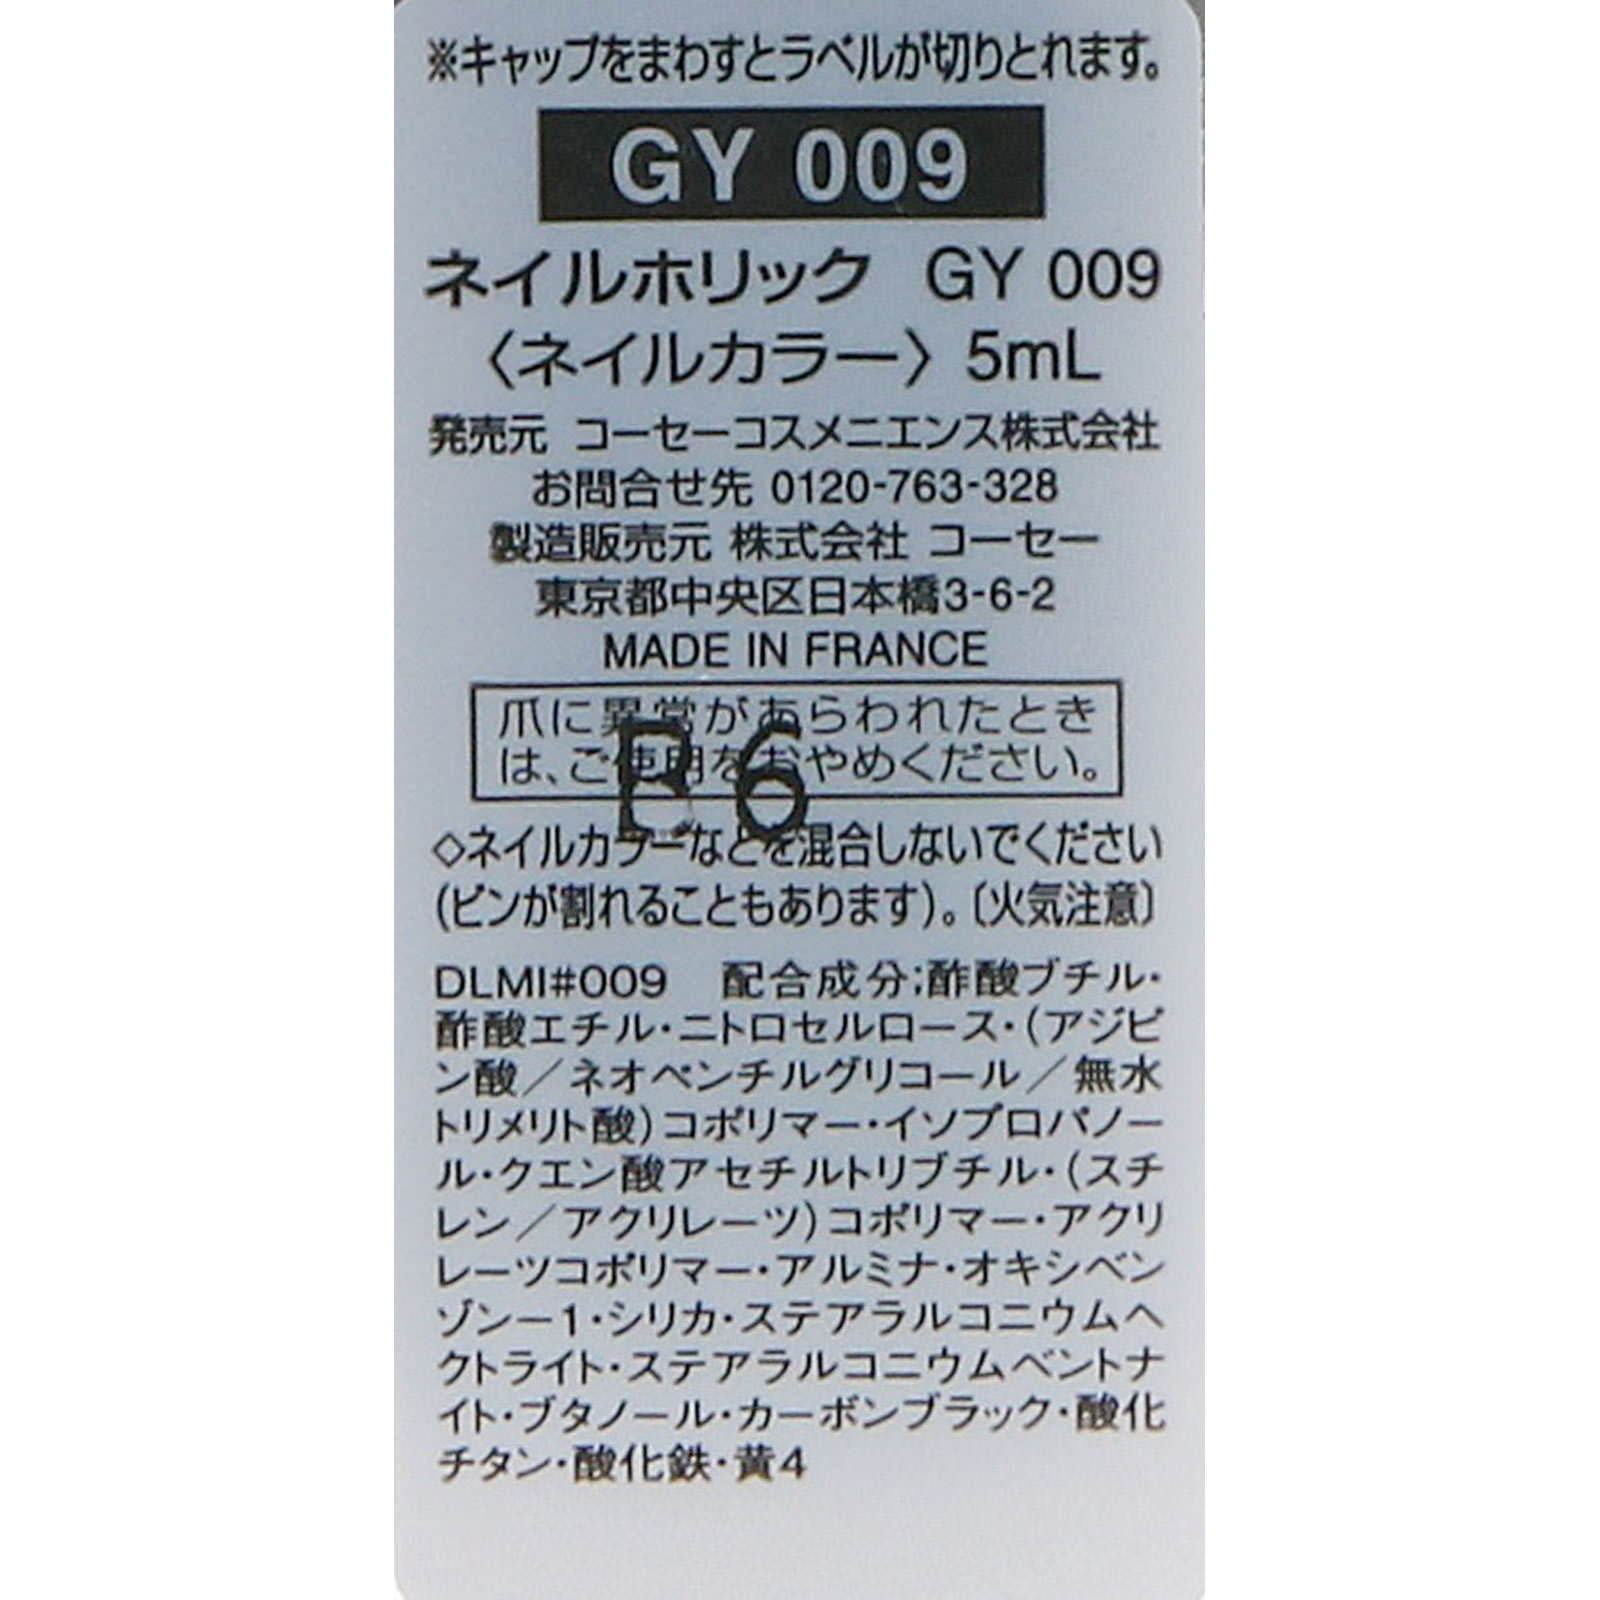 ※キャップをまわすとラベルが切りとれます。
GY 009
ネイルホリック GY 009
〈ネイルカラー〉 5mL
発売元 コーセーコスメニエンス株式会社
お問合せ先 0120-763-328
製造販売元 株式会社 コーセー
東京都中央区日本橋3-6-2
MADE IN FRANCE
爪に異常があらわれたとき
は、ご使用をおやめください。
B6
◇ネイルカラーなどを混合しないでください
(ビンが割れることもあります)。〔火気注意〕
DLMI#009 配合成分;酢酸ブチル・
酢酸エチル・ニトロセルロース・(アジピ
ン酸／ネオペンチルグリコール／無水
トリメリト酸)コポリマー・イソプロパノー
ル・クエン酸アセチルトリブチル・(スチ
レン／アクリレーツ)コポリマー・アクリ
レーツコポリマー・アルミナ・オキシベン
ゾンー1・シリカ・ステアラルコニウムヘ
クトライト・ステアラルコニウムベントナ
イト・ブタノール・カーボンブラック・酸化
チタン・酸化鉄・黄4